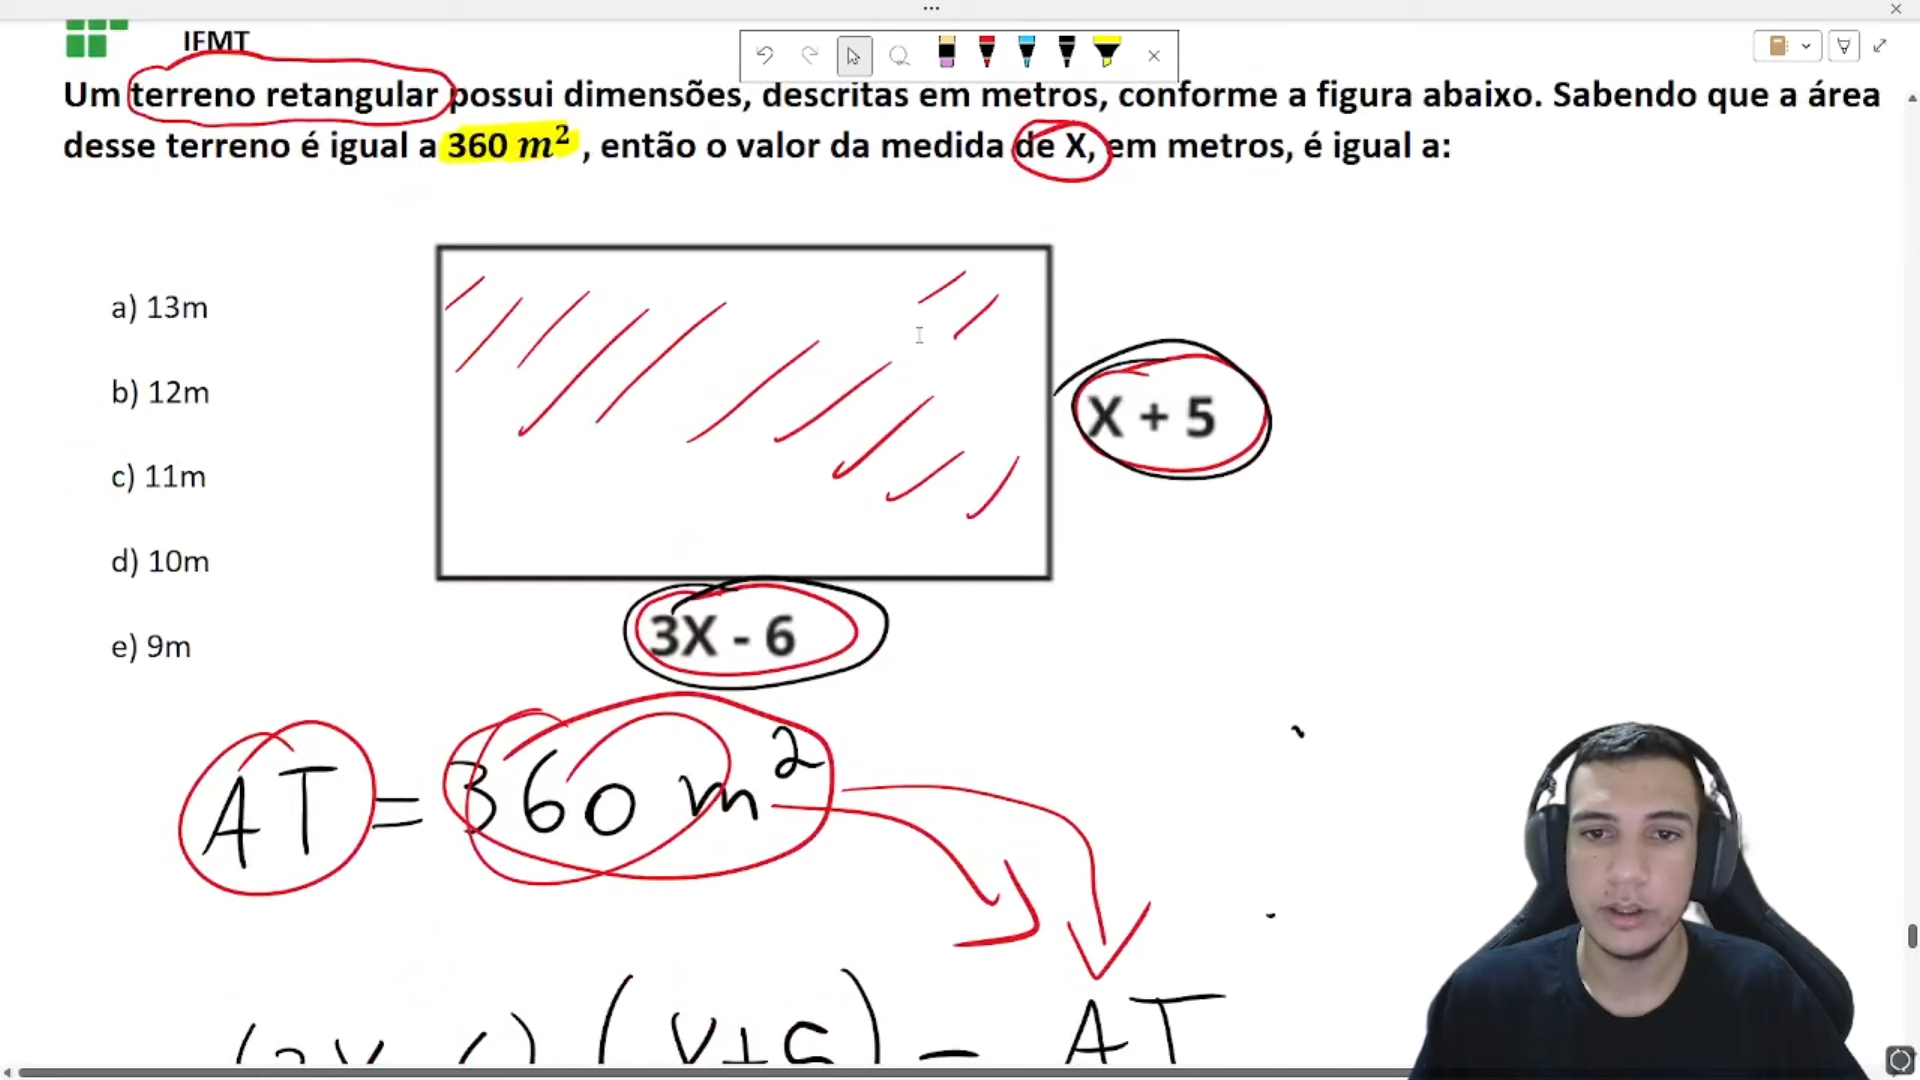 IFMT
Um terreno retangular possui dimensões, descritas em metros, conforme a figura abaixo. Sabendo que a área
desse terreno é igual a 360 m² , então o valor da medida de X, em metros, é igual a:
a) 13m
b) 12m
c) 11m
d) 10m
e) 9m
X + 5
3X - 6
AT = 360 m²
(x+5) = AT